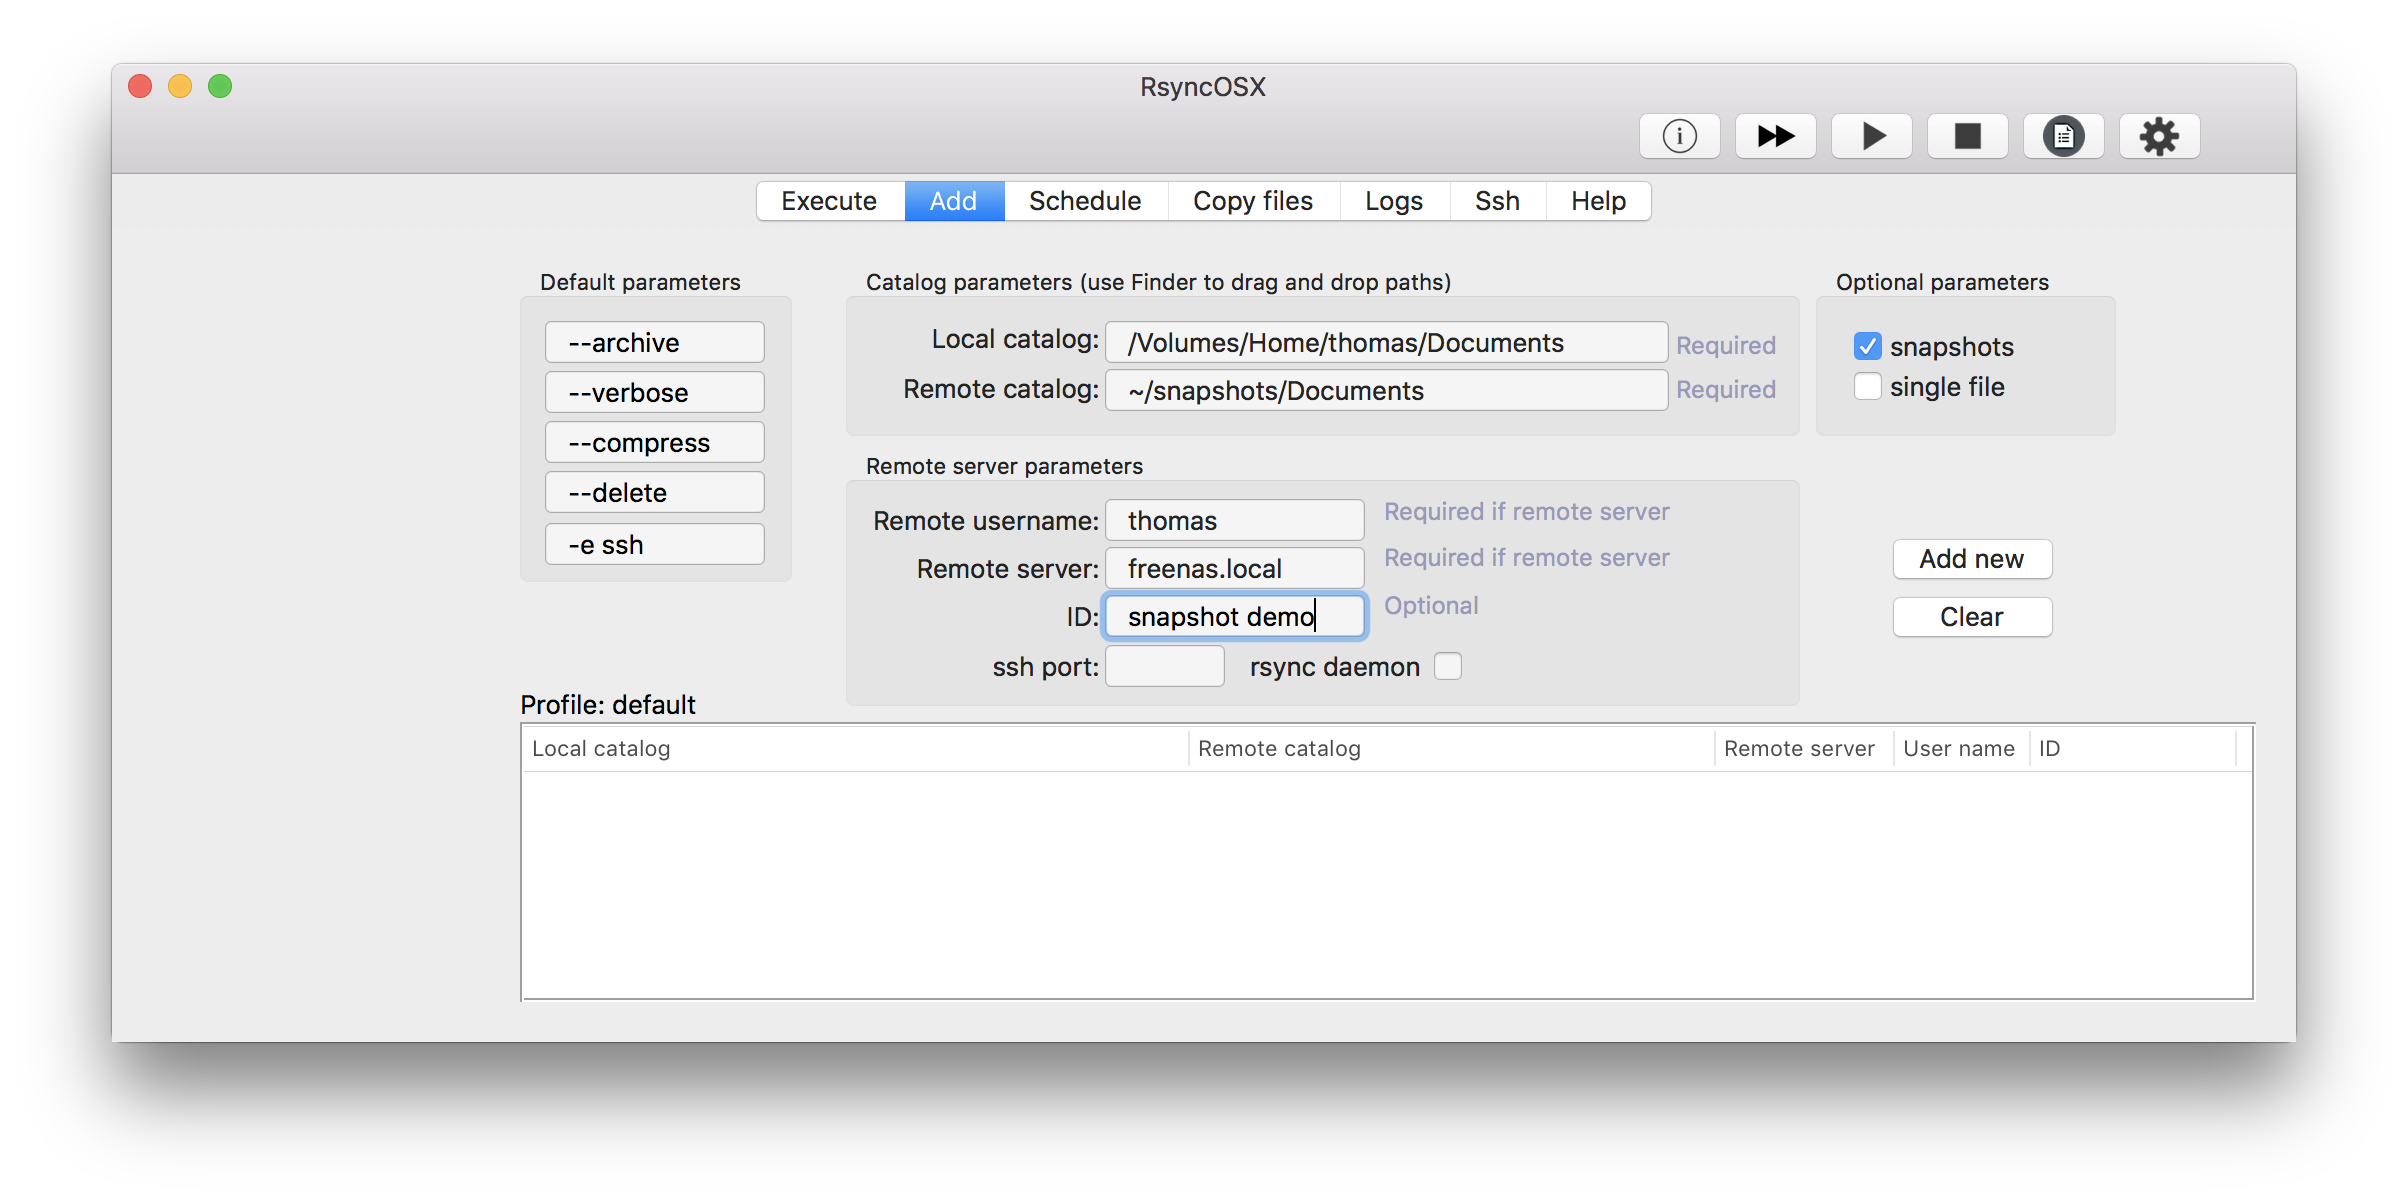 RsyncOSX
Execute Add Schedule Copy files Logs Ssh Help
Default parameters
--archive
--verbose
--compress
--delete
-e ssh
Catalog parameters (use Finder to drag and drop paths)
Local catalog: /Volumes/Home/thomas/Documents Required
Remote catalog: ~/snapshots/Documents Required
Optional parameters
snapshots
single file
Remote server parameters
Remote username: thomas Required if remote server
Remote server: freenas.local Required if remote server
ID: snapshot demo Optional
ssh port: rsync daemon
Add new
Clear
Profile: default
Local catalog Remote catalog Remote server User name ID